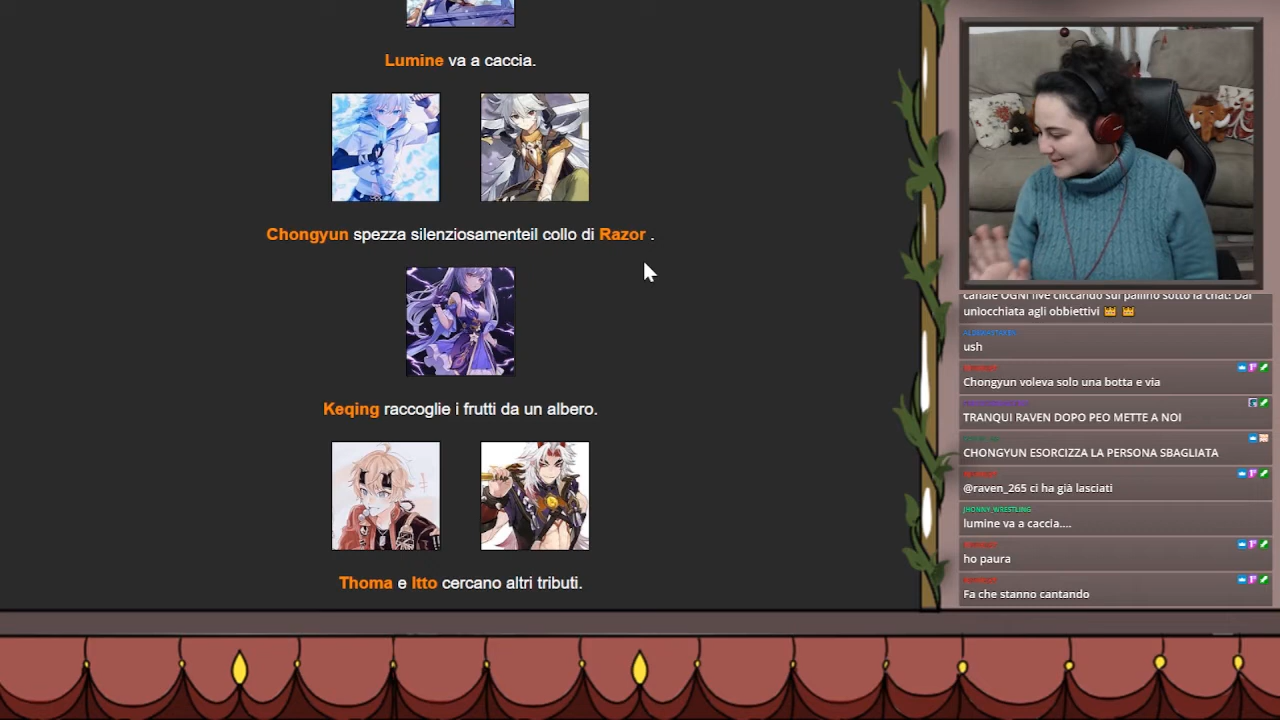 Lumine va a caccia.
Chongyun spezza silenziosamenteil collo di Razor .
Keqing raccoglie i frutti da un albero.
Thoma e Itto cercano altri tributi.
canale OGNI live cliccando sul pallino sotto la chat! Dai
un'occhiata agli obbiettivi
ush
Chongyun voleva solo una botta e via
TRANQUI RAVEN DOPO PEO METTE A NOI
CHONGYUN ESORCIZZA LA PERSONA SBAGLIATA
@raven_265 ci ha già lasciati
JHONNY_WRESTLING
lumine va a caccia....
ho paura
Fa che stanno cantando